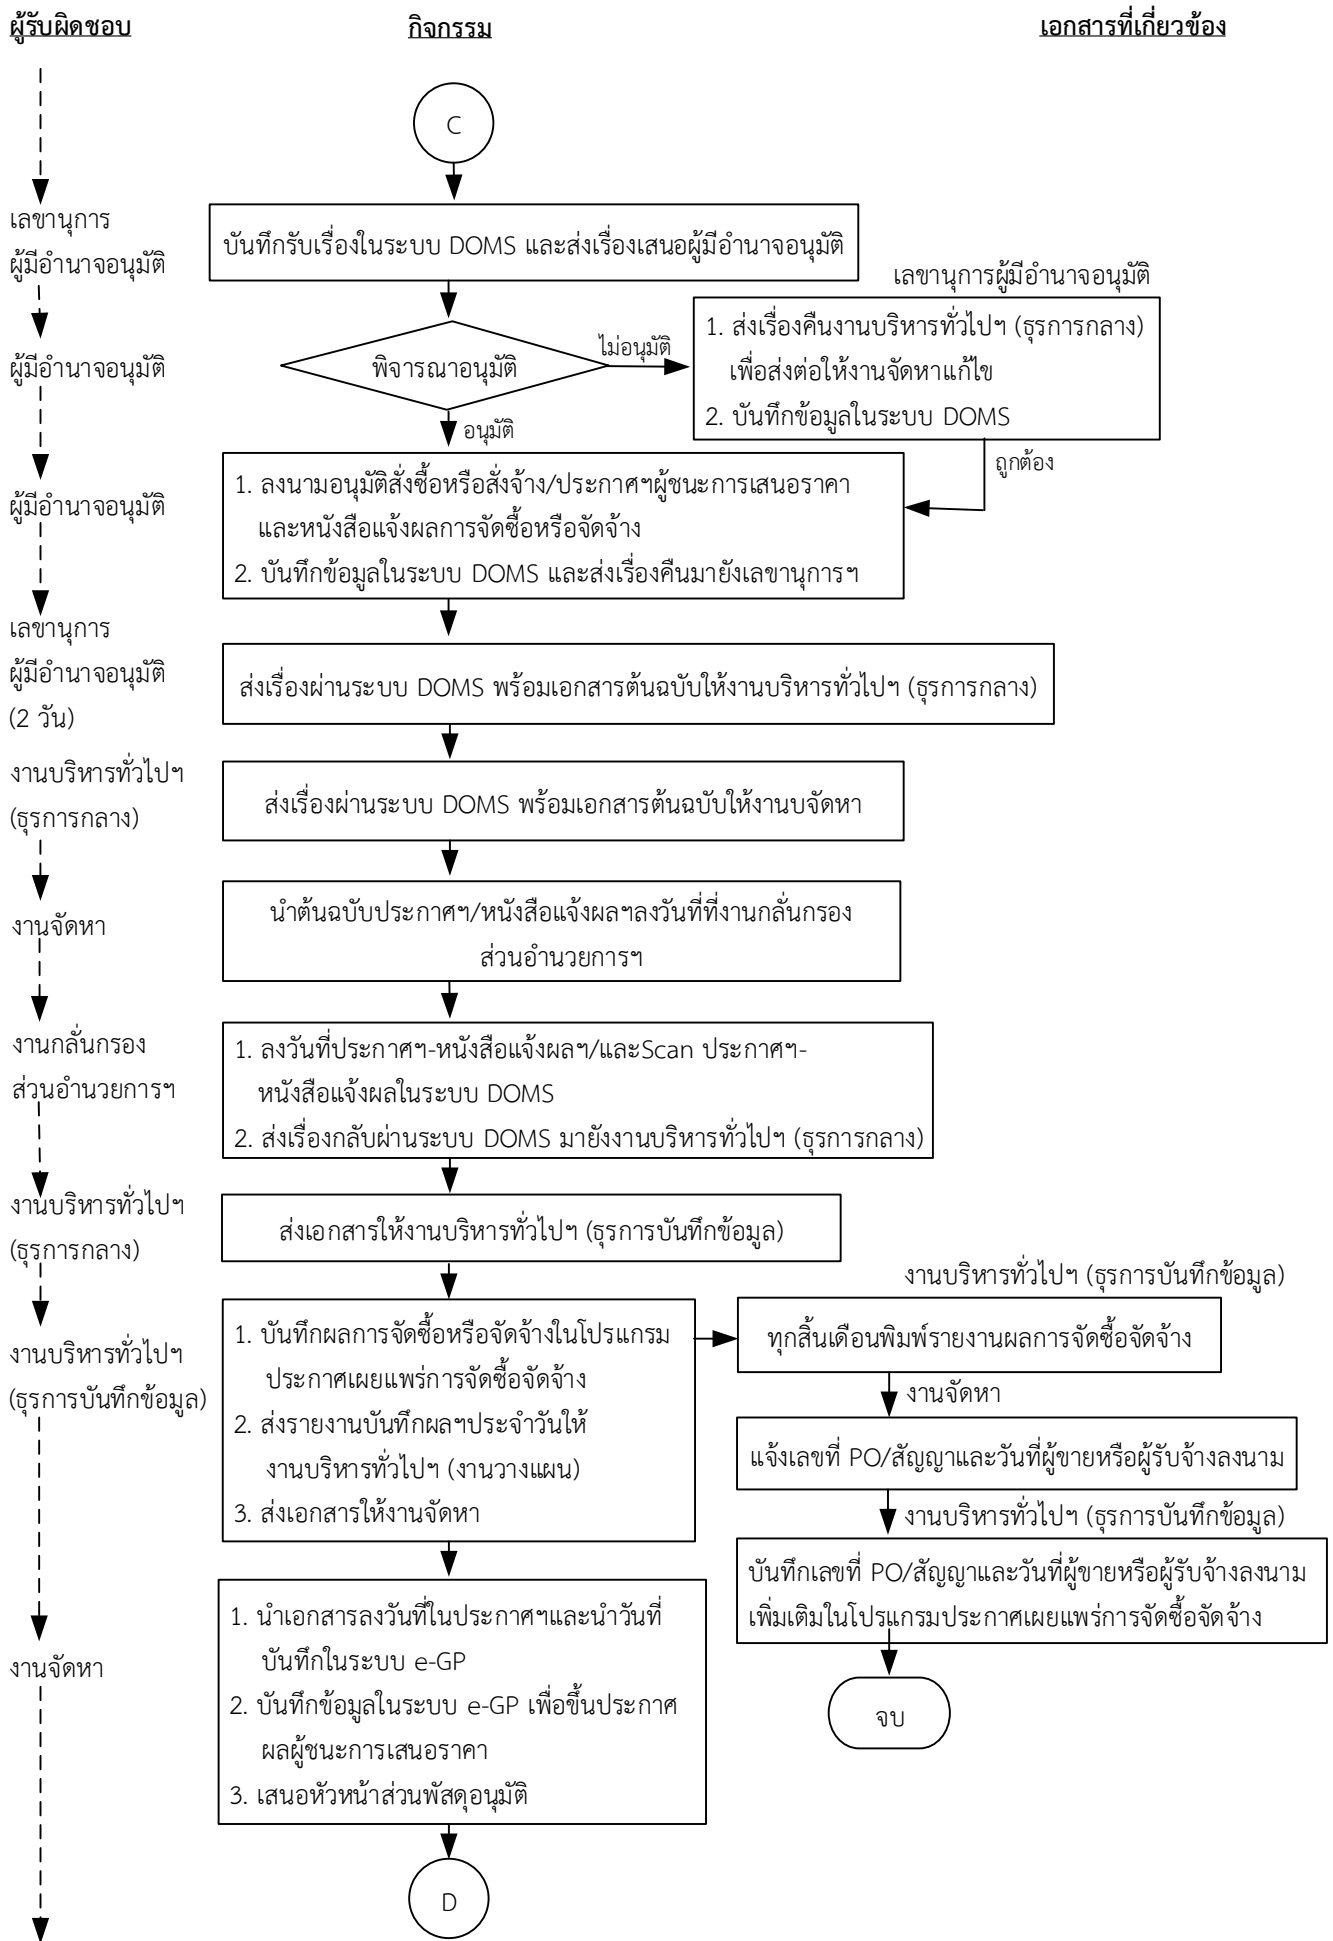 ผู้รับผิดชอบ
กิจกรรม
เอกสารที่เกี่ยวข้อง
C
เลขานุการ
ผู้มีอำนาจอนุมัติ
บันทึกรับเรื่องในระบบ DOMS และส่งเรื่องเสนอผู้มีอำนาจอนุมัติ
เลขานุการผู้มีอำนาจอนุมัติ
ผู้มีอำนาจอนุมัติ
พิจารณาอนุมัติ
ไม่อนุมัติ
1. ส่งเรื่องคืนงานบริหารทั่วไปฯ (ธุรการกลาง)
เพื่อส่งต่อให้งานจัดหาแก้ไข
2. บันทึกข้อมูลในระบบ DOMS
อนุมัติ
ถูกต้อง
ผู้มีอำนาจอนุมัติ
1. ลงนามอนุมัติสั่งซื้อหรือสั่งจ้าง/ประกาศฯผู้ชนะการเสนอราคา
และหนังสือแจ้งผลการจัดซื้อหรือจัดจ้าง
2. บันทึกข้อมูลในระบบ DOMS และส่งเรื่องคืนมายังเลขานุการฯ
เลขานุการ
ผู้มีอำนาจอนุมัติ
(2 วัน)
ส่งเรื่องผ่านระบบ DOMS พร้อมเอกสารต้นฉบับให้งานบริหารทั่วไปฯ (ธุรการกลาง)
งานบริหารทั่วไปฯ
(ธุรการกลาง)
ส่งเรื่องผ่านระบบ DOMS พร้อมเอกสารต้นฉบับให้งานบจัดหา
งานจัดหา
นำต้นฉบับประกาศฯ/หนังสือแจ้งผลฯลงวันที่ที่งานกลั่นกรอง
ส่วนอำนวยการฯ
งานกลั่นกรอง
ส่วนอำนวยการฯ
1. ลงวันที่ประกาศฯ-หนังสือแจ้งผลฯ/และScan ประกาศฯ-
หนังสือแจ้งผลในระบบ DOMS
2. ส่งเรื่องกลับผ่านระบบ DOMS มายังงานบริหารทั่วไปฯ (ธุรการกลาง)
งานบริหารทั่วไปฯ
(ธุรการกลาง)
ส่งเอกสารให้งานบริหารทั่วไปฯ (ธุรการบันทึกข้อมูล)
งานบริหารทั่วไปฯ (ธุรการบันทึกข้อมูล)
งานบริหารทั่วไปฯ
(ธุรการบันทึกข้อมูล)
1. บันทึกผลการจัดซื้อหรือจัดจ้างในโปรแกรม
ประกาศเผยแพร่การจัดซื้อจัดจ้าง
2. ส่งรายงานบันทึกผลฯประจำวันให้
งานบริหารทั่วไปฯ (งานวางแผน)
3. ส่งเอกสารให้งานจัดหา
ทุกสิ้นเดือนพิมพ์รายงานผลการจัดซื้อจัดจ้าง
งานจัดหา
แจ้งเลขที่ PO/สัญญาและวันที่ผู้ขายหรือผู้รับจ้างลงนาม
งานบริหารทั่วไปฯ (ธุรการบันทึกข้อมูล)
บันทึกเลขที่ PO/สัญญาและวันที่ผู้ขายหรือผู้รับจ้างลงนาม
เพิ่มเติมในโปรแกรมประกาศเผยแพร่การจัดซื้อจัดจ้าง
จบ
งานจัดหา
1. นำเอกสารลงวันที่ในประกาศฯและนำวันที่
บันทึกในระบบ e-GP
2. บันทึกข้อมูลในระบบ e-GP เพื่อขึ้นประกาศ
ผลผู้ชนะการเสนอราคา
3. เสนอหัวหน้าส่วนพัสดุอนุมัติ
D